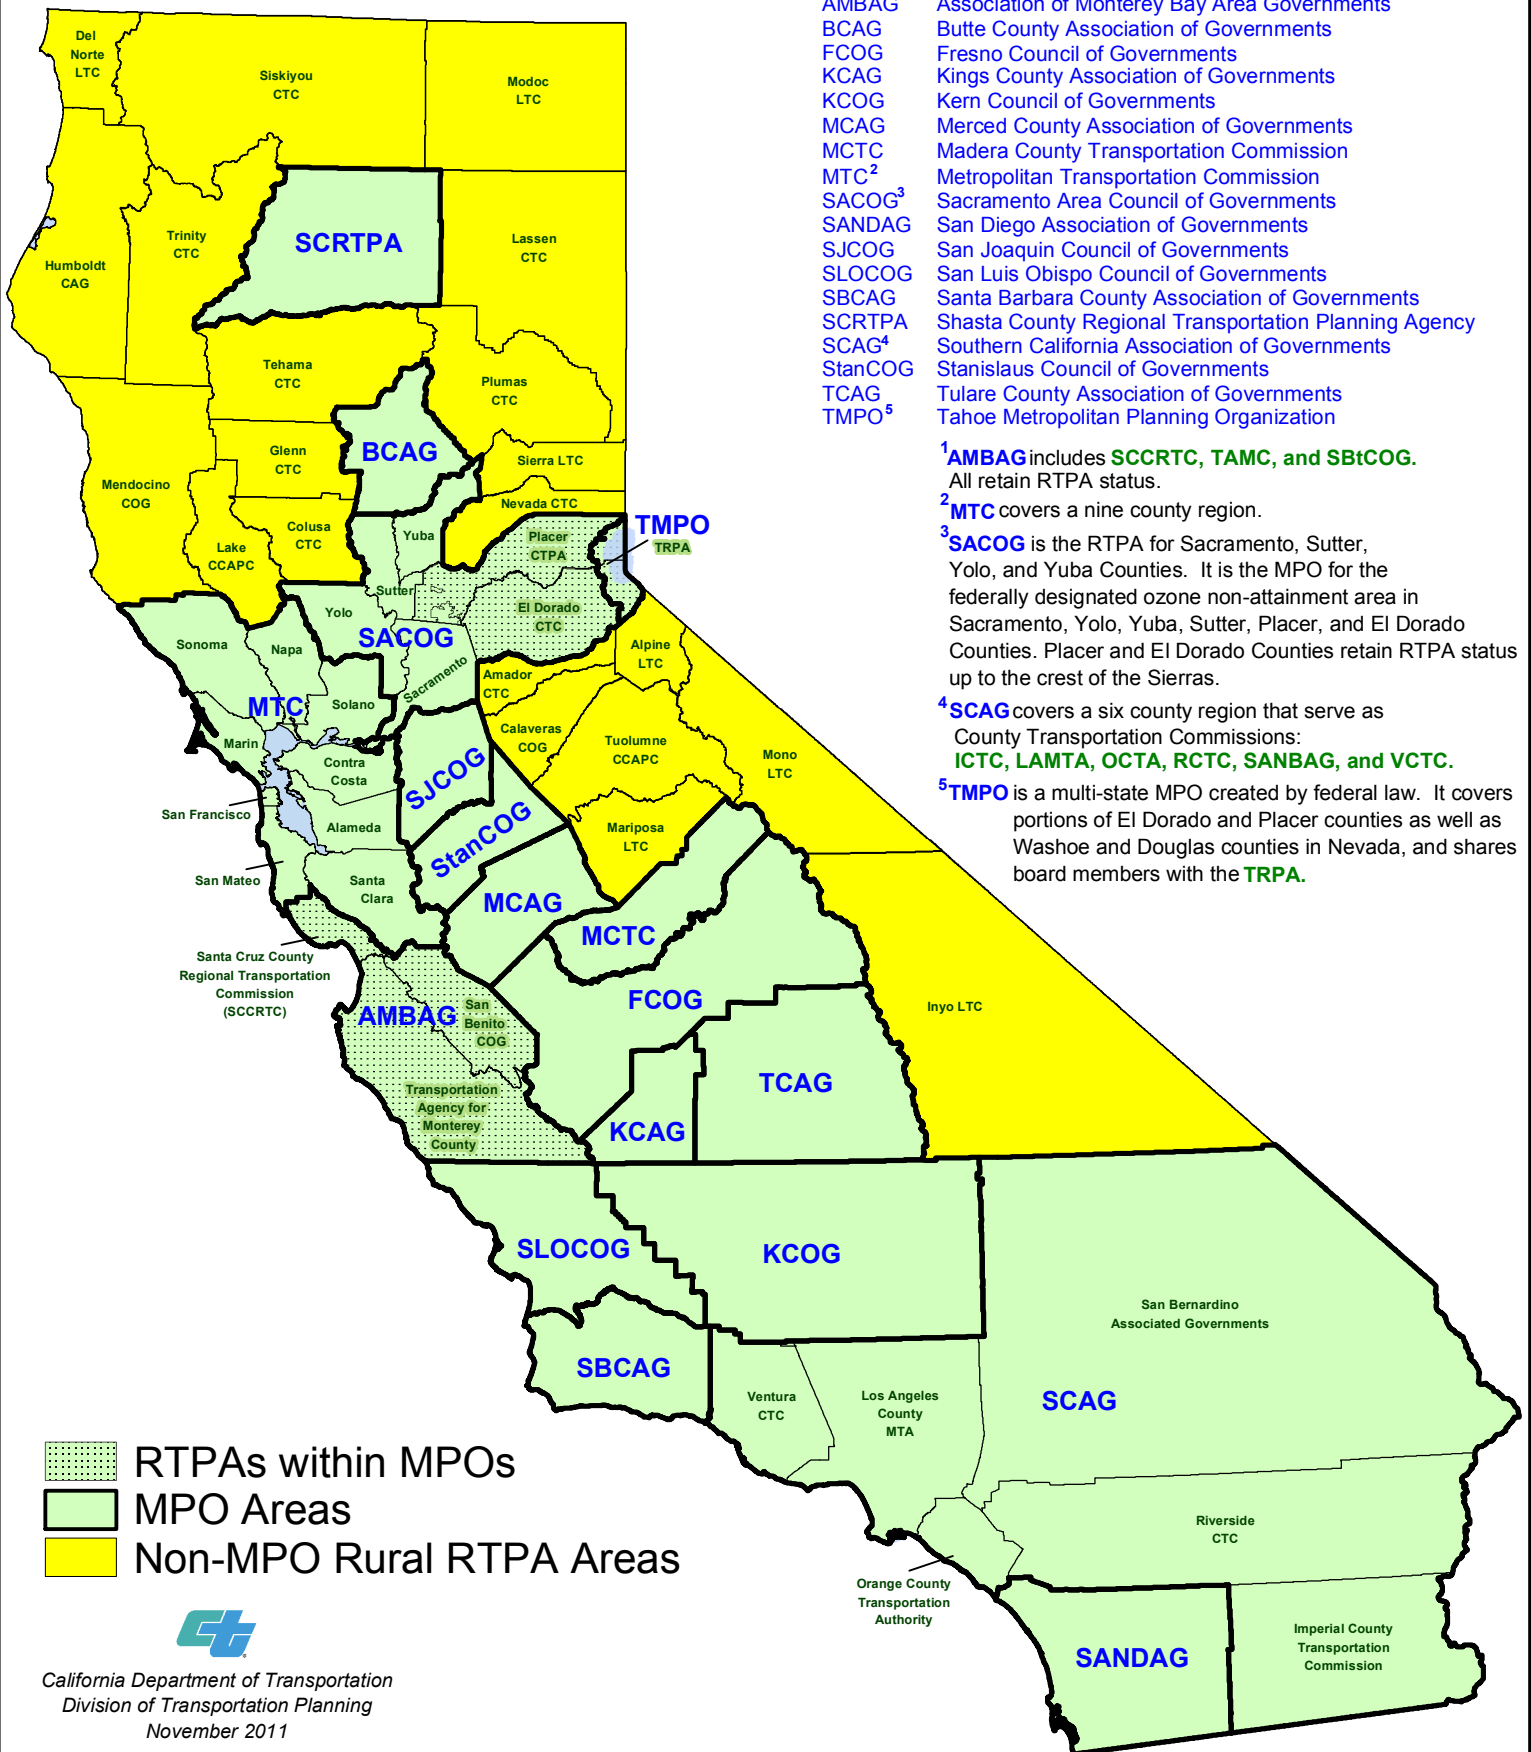 AMBAG Association of Monterey Bay Area Governments
BCAG Butte County Association of Governments
FCOG Fresno Council of Governments
KCAG Kings County Association of Governments
KCOG Kern Council of Governments
MCAG Merced County Association of Governments
MCTC Madera County Transportation Commission
MTC2 Metropolitan Transportation Commission
SACOG3 Sacramento Area Council of Governments
SANDAG San Diego Association of Governments
SJCOG San Joaquin Council of Governments
SLOCOG San Luis Obispo Council of Governments
SBCAG Santa Barbara County Association of Governments
SCRTPA Shasta County Regional Transportation Planning Agency
SCAG4 Southern California Association of Governments
StanCOG Stanislaus Council of Governments
TCAG Tulare County Association of Governments
TMPO5 Tahoe Metropolitan Planning Organization
1AMBAG includes SCCRTC, TAMC, and SBtCOG.
All retain RTPA status.
2MTC covers a nine county region.
3SACOG is the RTPA for Sacramento, Sutter,
Yolo, and Yuba Counties. It is the MPO for the
federally designated ozone non-attainment area in
Sacramento, Yolo, Yuba, Sutter, Placer, and El Dorado
Counties. Placer and El Dorado Counties retain RTPA status
up to the crest of the Sierras.
4SCAG covers a six county region that serve as
County Transportation Commissions:
ICTC, LAMTA, OCTA, RCTC, SANBAG, and VCTC.
5TMPO is a multi-state MPO created by federal law. It covers
portions of El Dorado and Placer counties as well as
Washoe and Douglas counties in Nevada, and shares
board members with the TRPA.
Del
Norte
LTC
Siskiyou
CTC
Modoc
LTC
Humboldt
CAG
Trinity
CTC
SCRTPA
Lassen
CTC
Tehama
CTC
Plumas
CTC
BCAG
Glenn
CTC
Sierra LTC
Mendocino
COG
Nevada CTC
Colusa
CTC
Lake
CCAPC
Yuba
Placer
CTPA
TMPO
TRPA
Sutter
Yolo
El Dorado
CTC
SACOG
Sonoma
Napa
Sacramento
Alpine
LTC
Amador
CTC
MTC
Solano
Calaveras
COG
Tuolumne
CCAPC
Mono
LTC
Marin
Contra
Costa
SJCOG
San Francisco
Alameda
StanCOG
Mariposa
LTC
San Mateo
Santa
Clara
MCAG
MCTC
Santa Cruz County
Regional Transportation
Commission
(SCCRTC)
AMBAG
San
Benito
COG
FCOG
Inyo LTC
Transportation
Agency for
Monterey
County
KCAG
TCAG
SLOCOG
KCOG
San Bernardino
Associated Governments
SBCAG
Ventura
CTC
Los Angeles
County
MTA
SCAG
Riverside
CTC
Orange County
Transportation
Authority
SANDAG
Imperial County
Transportation
Commission
RTPAs within MPOs
MPO Areas
Non-MPO Rural RTPA Areas
Ct
California Department of Transportation
Division of Transportation Planning
November 2011